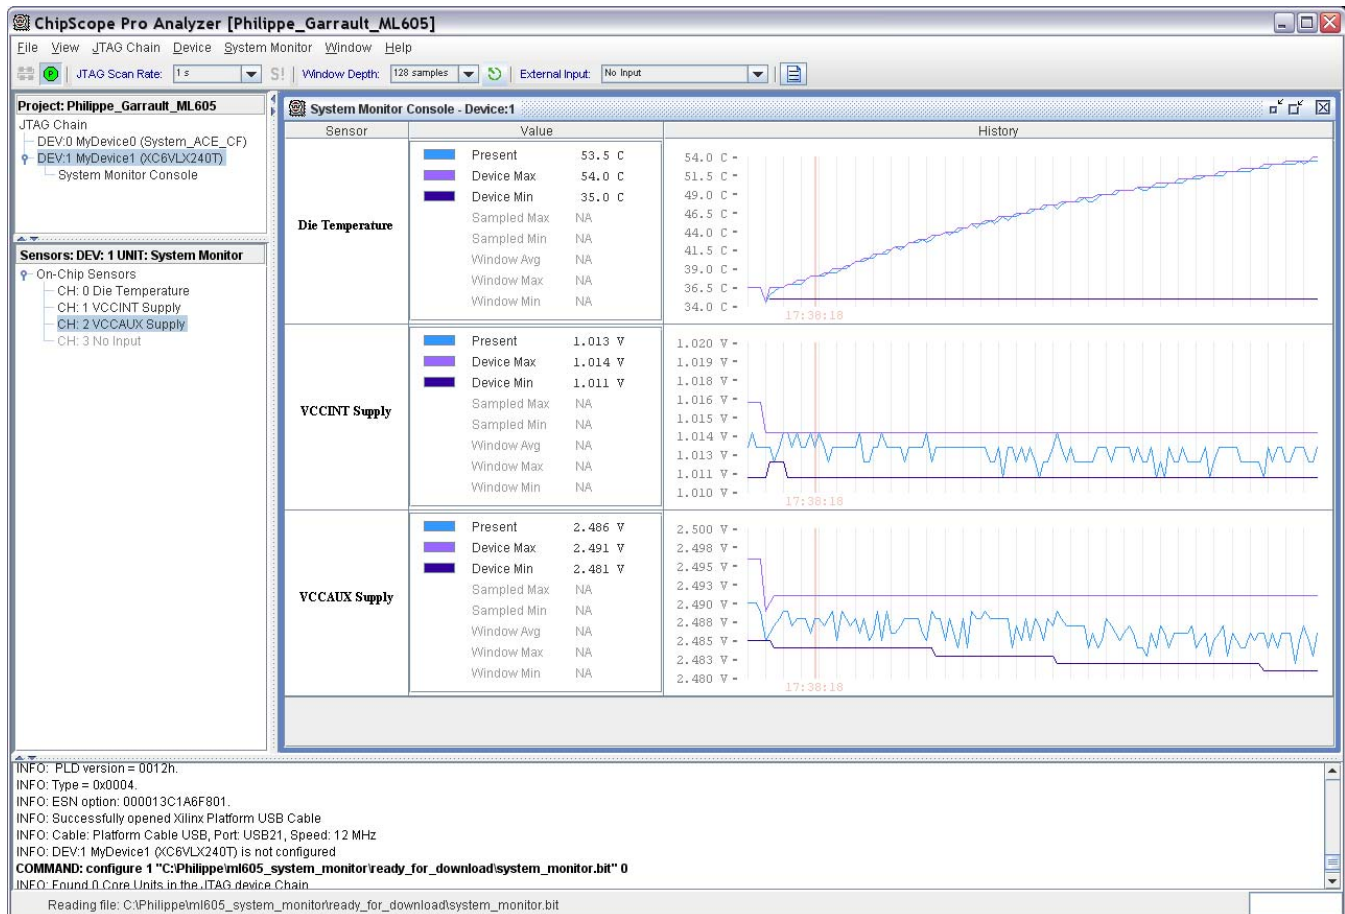 ChipScope Pro Analyzer [Philippe_Garrault_ML605]
File View JTAG Chain Device System Monitor Window Help
JTAG Scan Rate: 1 s S! Window Depth: 128 samples External Input: No Input
Project: Philippe_Garrault_ML605
JTAG Chain
DEV:0 MyDevice0 (System_ACE_CF)
DEV:1 MyDevice1 (XC6VLX240T)
System Monitor Console
Sensors: DEV: 1 UNIT: System Monitor
On-Chip Sensors
CH: 0 Die Temperature
CH: 1 VCCINT Supply
CH: 2 VCCAUX Supply
CH: 3 No Input
System Monitor Console - Device:1
Sensor Value History
Die Temperature
Present 53.5 C
Device Max 54.0 C
Device Min 35.0 C
Sampled Max NA
Sampled Min NA
Window Avg NA
Window Max NA
Window Min NA
54.0 C
51.5 C
49.0 C
46.5 C
44.0 C
41.5 C
39.0 C
36.5 C
34.0 C
17:38:18
VCCINT Supply
Present 1.013 V
Device Max 1.014 V
Device Min 1.011 V
Sampled Max NA
Sampled Min NA
Window Avg NA
Window Max NA
Window Min NA
1.020 V
1.019 V
1.018 V
1.016 V
1.015 V
1.014 V
1.013 V
1.011 V
1.010 V
17:38:18
VCCAUX Supply
Present 2.486 V
Device Max 2.491 V
Device Min 2.481 V
Sampled Max NA
Sampled Min NA
Window Avg NA
Window Max NA
Window Min NA
2.500 V
2.498 V
2.495 V
2.493 V
2.490 V
2.488 V
2.485 V
2.483 V
2.480 V
17:38:18
INFO: PLD version = 0012h.
INFO: Type = 0x0004.
INFO: ESN option: 000013C1A6F801.
INFO: Successfully opened Xilinx Platform USB Cable
INFO: Cable: Platform Cable USB, Port: USB21, Speed: 12 MHz
INFO: DEV:1 MyDevice1 (XC6VLX240T) is not configured
COMMAND: configure 1 "C:\Philippe\ml605_system_monitor\ready_for_download\system_monitor.bit" 0
INFO: Found 0 Core Units in the JTAG device Chain
Reading file: C:\Philippe\ml605_system_monitor\ready_for_download\system_monitor.bit